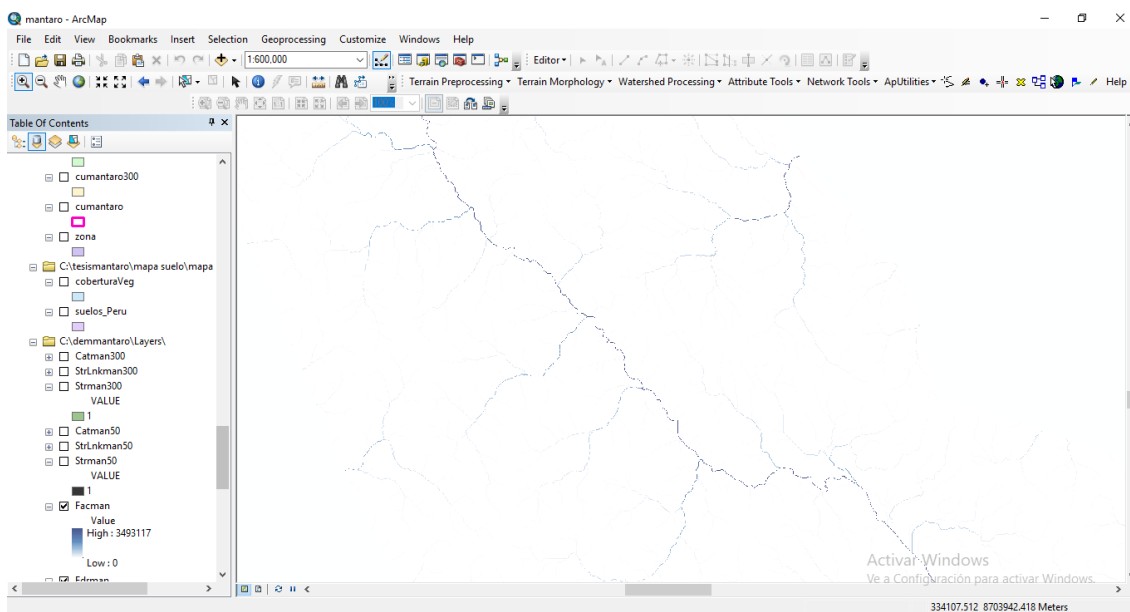 mantaro - ArcMap
File Edit View Bookmarks Insert Selection Geoprocessing Customize Windows Help
1:600,000
Editor
Terrain Preprocessing Terrain Morphology Watershed Processing Attribute Tools Network Tools ApUtilities Help
Table Of Contents
cumantaro300
cumantaro
zona
C:\tesismantaro\mapa suelo\mapa
coberturaVeg
suelos_Peru
C:\demmantaro\Layers\
Catman300
StrLnkman300
Strman300
VALUE
1
Catman50
StrLnkman50
Strman50
VALUE
1
Facman
Value
High : 3493117
Low : 0
Fdrman
Activar Windows
Ve a Configuración para activar Windows.
334107.512 8703942.418 Meters